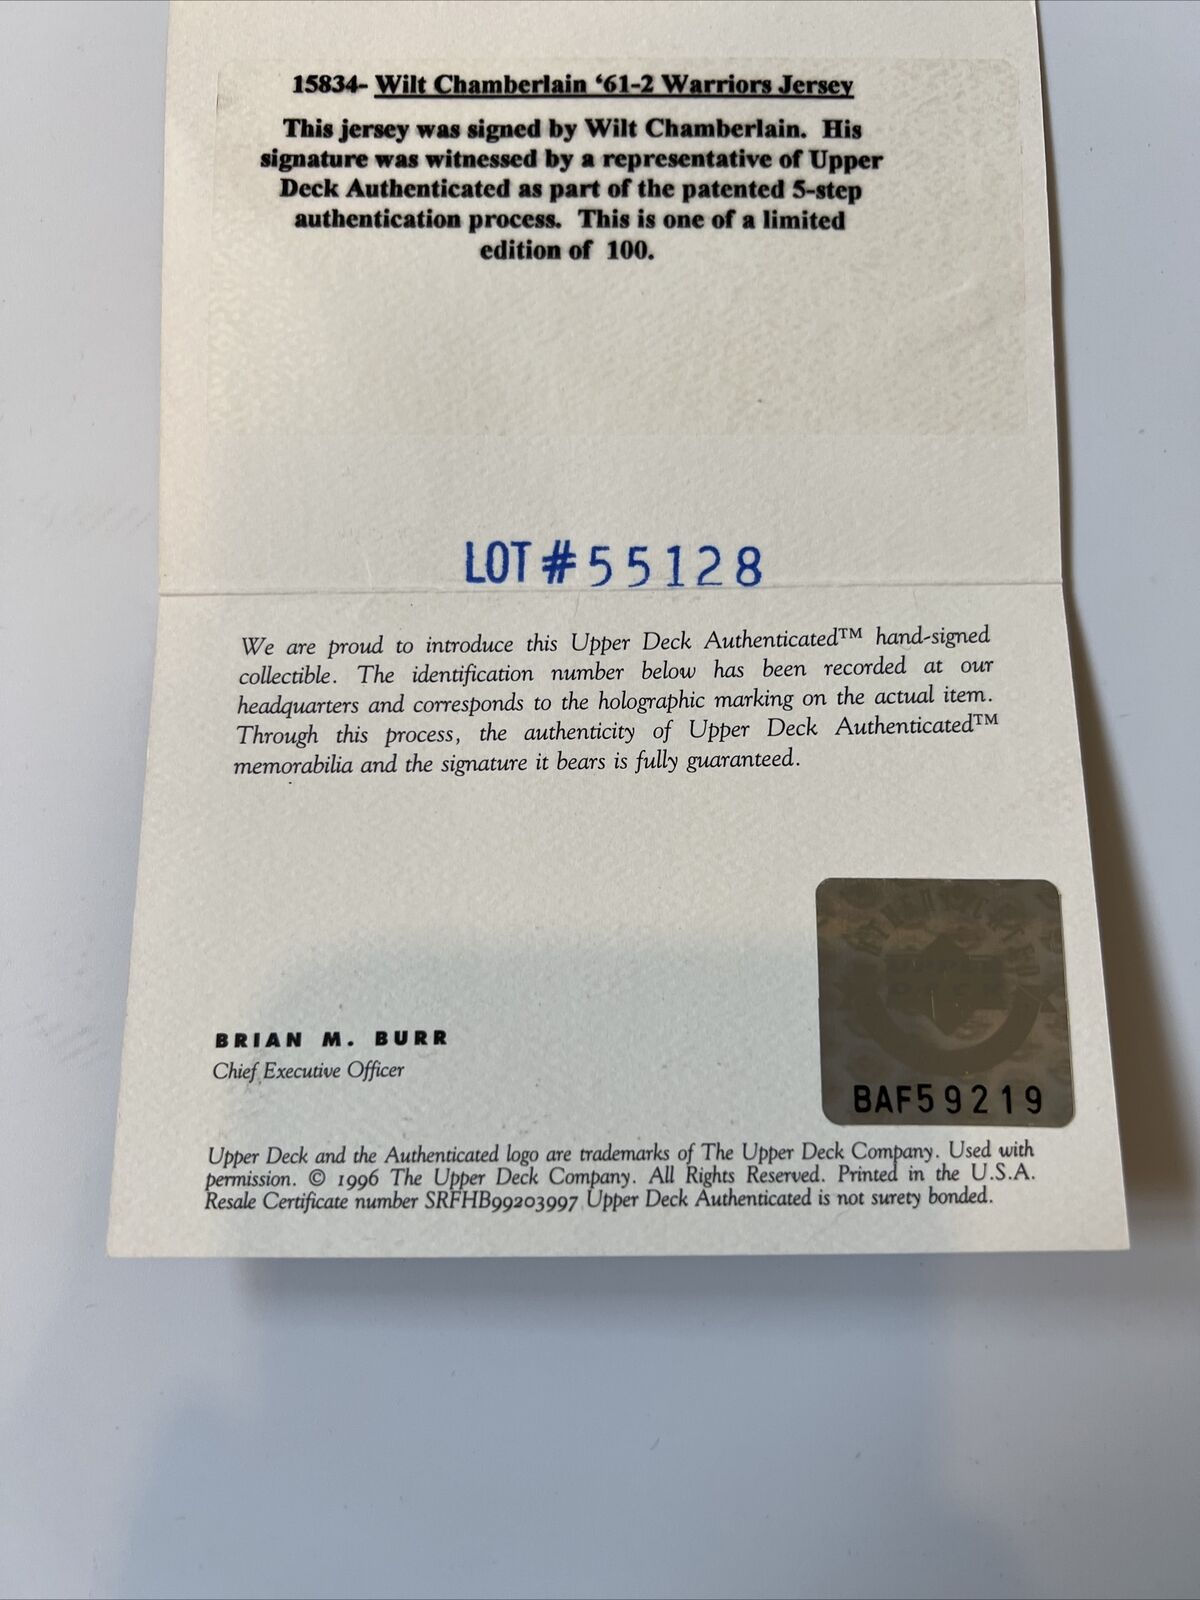 15834- Wilt Chamberlain ‘61-2 Warriors Jersey
This jersey was signed by Wilt Chamberlain. His
signature was witnessed by a representative of Upper
Deck Authenticated as part of the patented 5-step
authentication process. This is one of a limited
edition of 100.
LOT #55128
We are proud to introduce this Upper Deck Authenticated™ hand-signed
collectible. The identification number below has been recorded at our
headquarters and corresponds to the holographic marking on the actual item.
Through this process, the authenticity of Upper Deck Authenticated™
memorabilia and the signature it bears is fully guaranteed.
AUTHENTICATED
UPPER
DECK
BRIAN M. BURR
Chief Executive Officer
BAF59219
Upper Deck and the Authenticated logo are trademarks of The Upper Deck Company. Used with
permission. © 1996 The Upper Deck Company. All Rights Reserved. Printed in the U.S.A.
Resale Certificate number SRFHB99203997 Upper Deck Authenticated is not surety bonded.